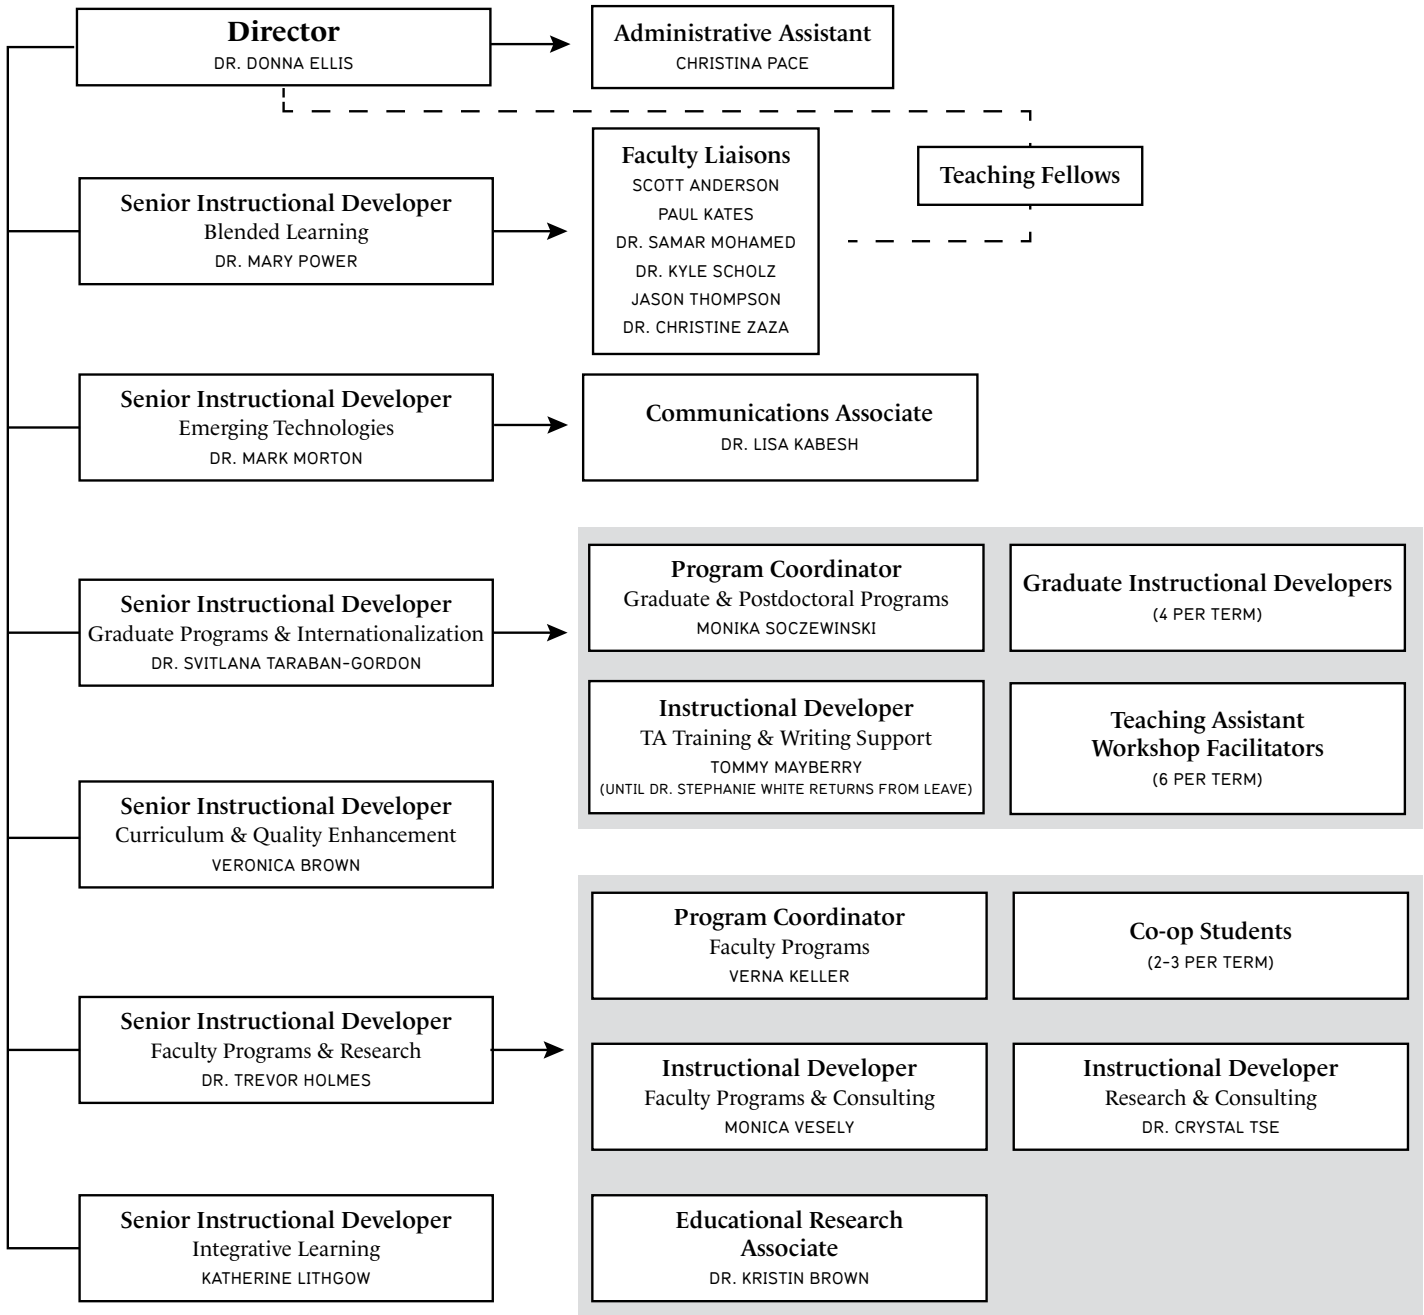 Director
DR. DONNA ELLIS
Administrative Assistant
CHRISTINA PACE
Senior Instructional Developer
Blended Learning
DR. MARY POWER
Faculty Liaisons
SCOTT ANDERSON
PAUL KATES
DR. SAMAR MOHAMED
DR. KYLE SCHOLZ
JASON THOMPSON
DR. CHRISTINE ZAZA
Teaching Fellows
Senior Instructional Developer
Emerging Technologies
DR. MARK MORTON
Communications Associate
DR. LISA KABESH
Senior Instructional Developer
Graduate Programs & Internationalization
DR. SVITLANA TARABAN-GORDON
Program Coordinator
Graduate & Postdoctoral Programs
MONIKA SOCZEWINSKI
Graduate Instructional Developers
(4 PER TERM)
Instructional Developer
TA Training & Writing Support
TOMMY MAYBERRY
(UNTIL DR. STEPHANIE WHITE RETURNS FROM LEAVE)
Teaching Assistant
Workshop Facilitators
(6 PER TERM)
Senior Instructional Developer
Curriculum & Quality Enhancement
VERONICA BROWN
Senior Instructional Developer
Faculty Programs & Research
DR. TREVOR HOLMES
Program Coordinator
Faculty Programs
VERNA KELLER
Co-op Students
(2-3 PER TERM)
Instructional Developer
Faculty Programs & Consulting
MONICA VESELY
Instructional Developer
Research & Consulting
DR. CRYSTAL TSE
Senior Instructional Developer
Integrative Learning
KATHERINE LITHGOW
Educational Research
Associate
DR. KRISTIN BROWN